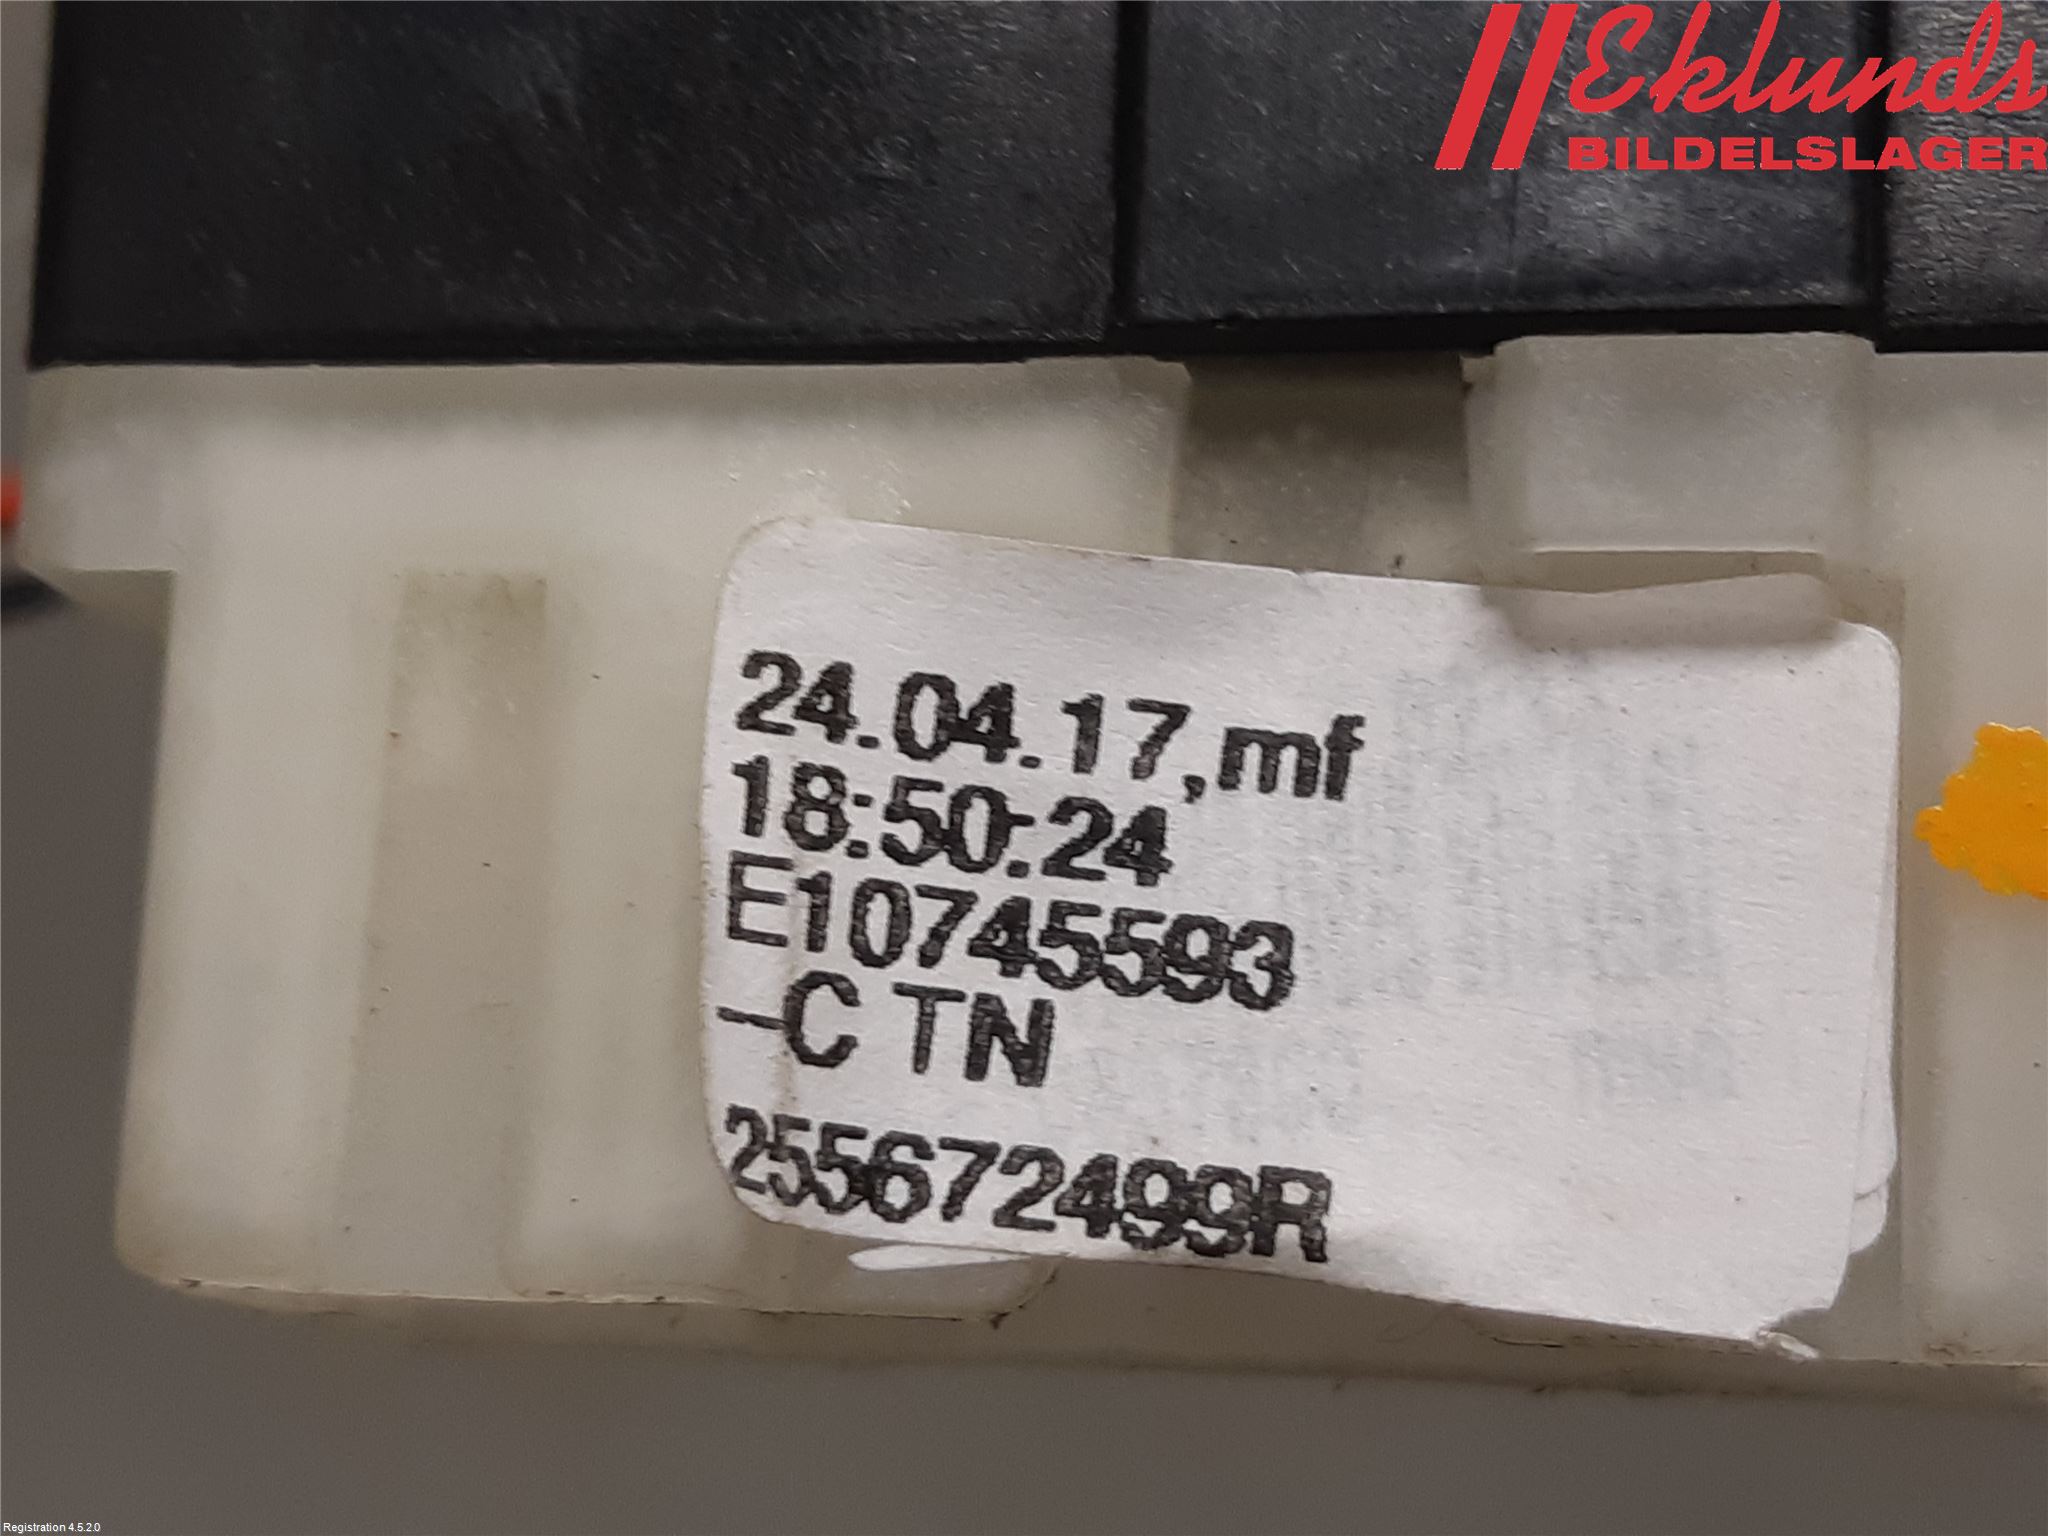 Eklunds
BILDELSLAGER
24.04.17,mf
18:50:24
E10745593
-C TN
255672499R
Registration 4.5.2.0